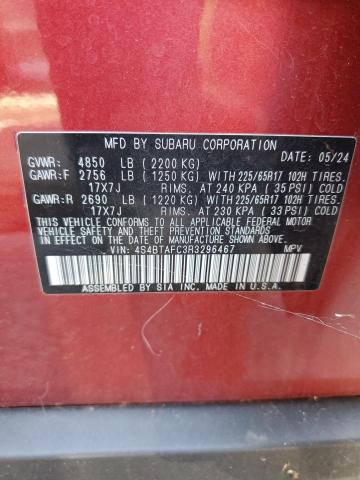 MFD BY SUBARU CORPORATION DATE: 05/24
GVWR: 4850 LB (2200 KG)
GAWR:F 2756 LB (1250 KG) WITH 225/65R17 102H TIRES.
17X7J RIMS. AT 240 KPA (35 PSI) COLD
GAWR:R 2690 LB (1220 KG) WITH 225/65R17 102H TIRES.
17X7J RIMS. AT 230 KPA (33 PSI) COLD
THIS VEHICLE CONFORMS TO ALL APPLICABLE FEDERAL MOTOR
VEHICLE SAFETY AND THEFT PREVENTION STANDARDS IN EFFECT
ON THE DATE OF MANUFACTURE SHOWN ABOVE.
VIN: 4S4BTAFC3R3296467 MPV
ASSEMBLED BY SIA INC. MADE IN U.S.A.